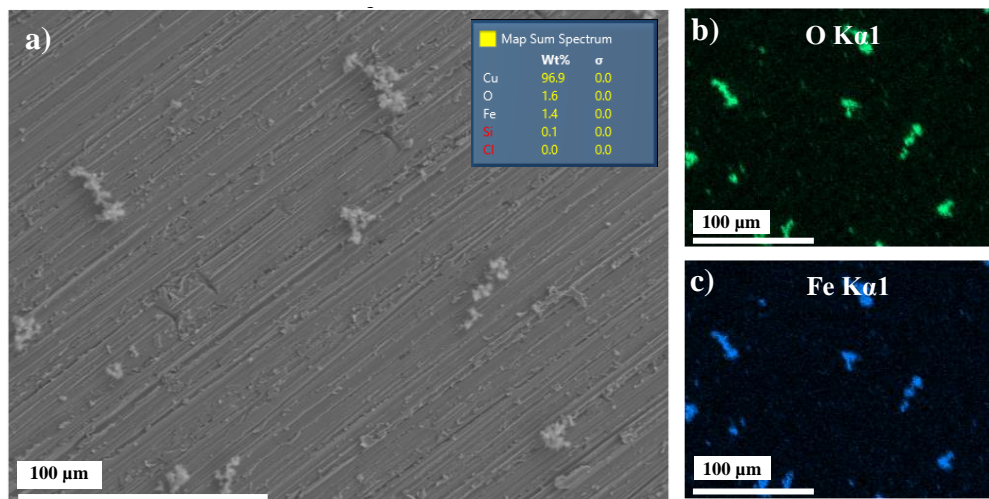 a)
Map Sum Spectrum
Wt% σ
Cu 96.9 0.0
O 1.6 0.0
Fe 1.4 0.0
Si 0.1 0.0
Cl 0.0 0.0
100 µm
b)
O Kα1
100 µm
c)
Fe Kα1
100 µm